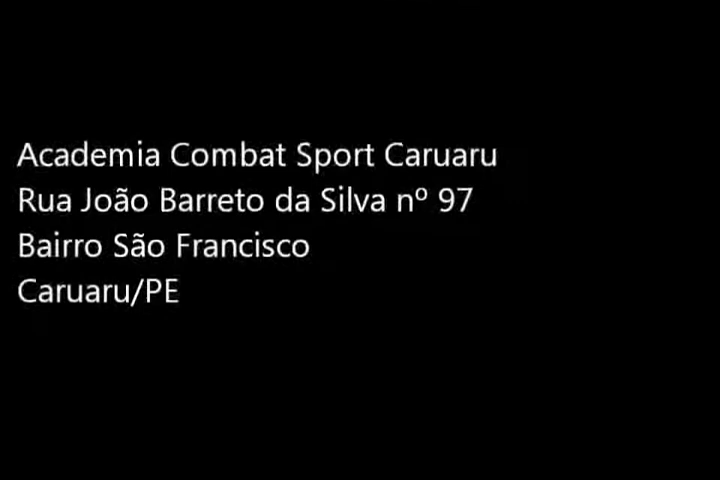 Academia Combat Sport Caruaru
Rua João Barreto da Silva nº 97
Bairro São Francisco
Caruaru/PE